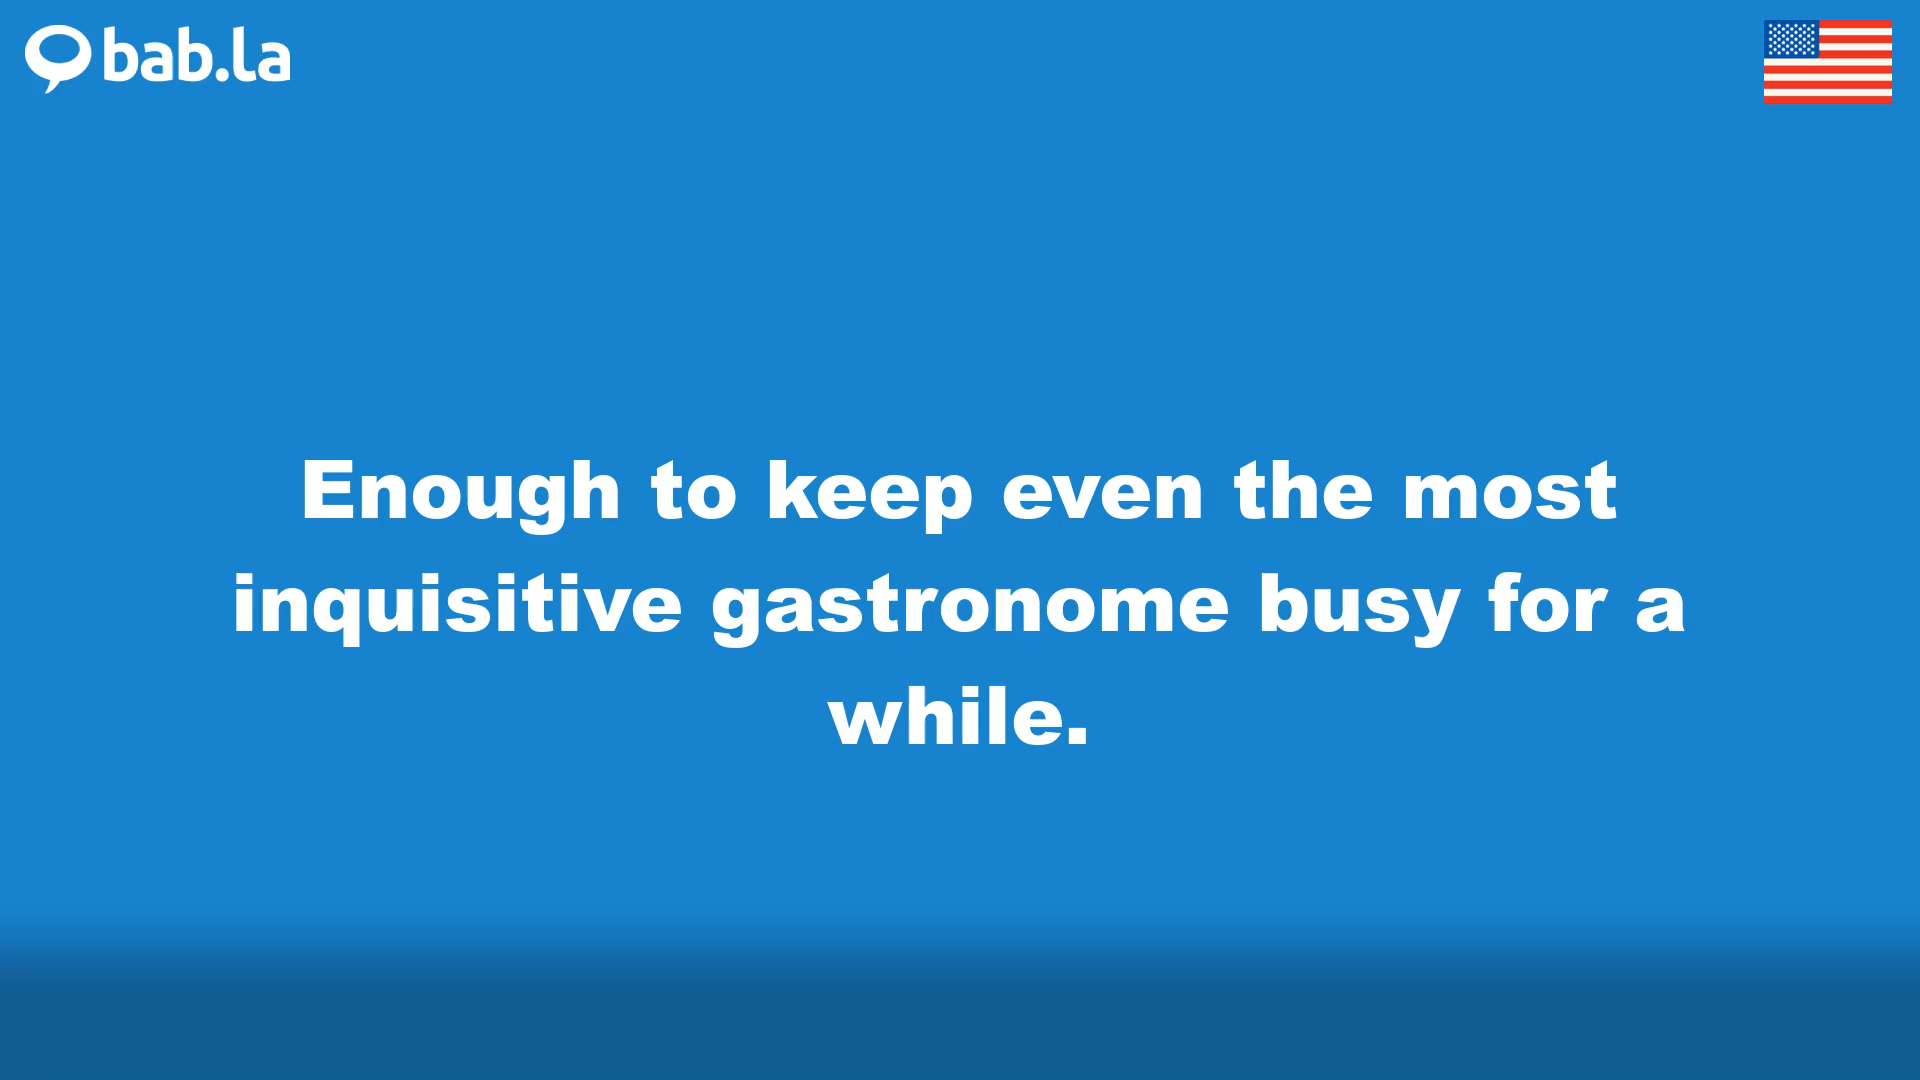 bab.la
Enough to keep even the most
inquisitive gastronome busy for a
while.